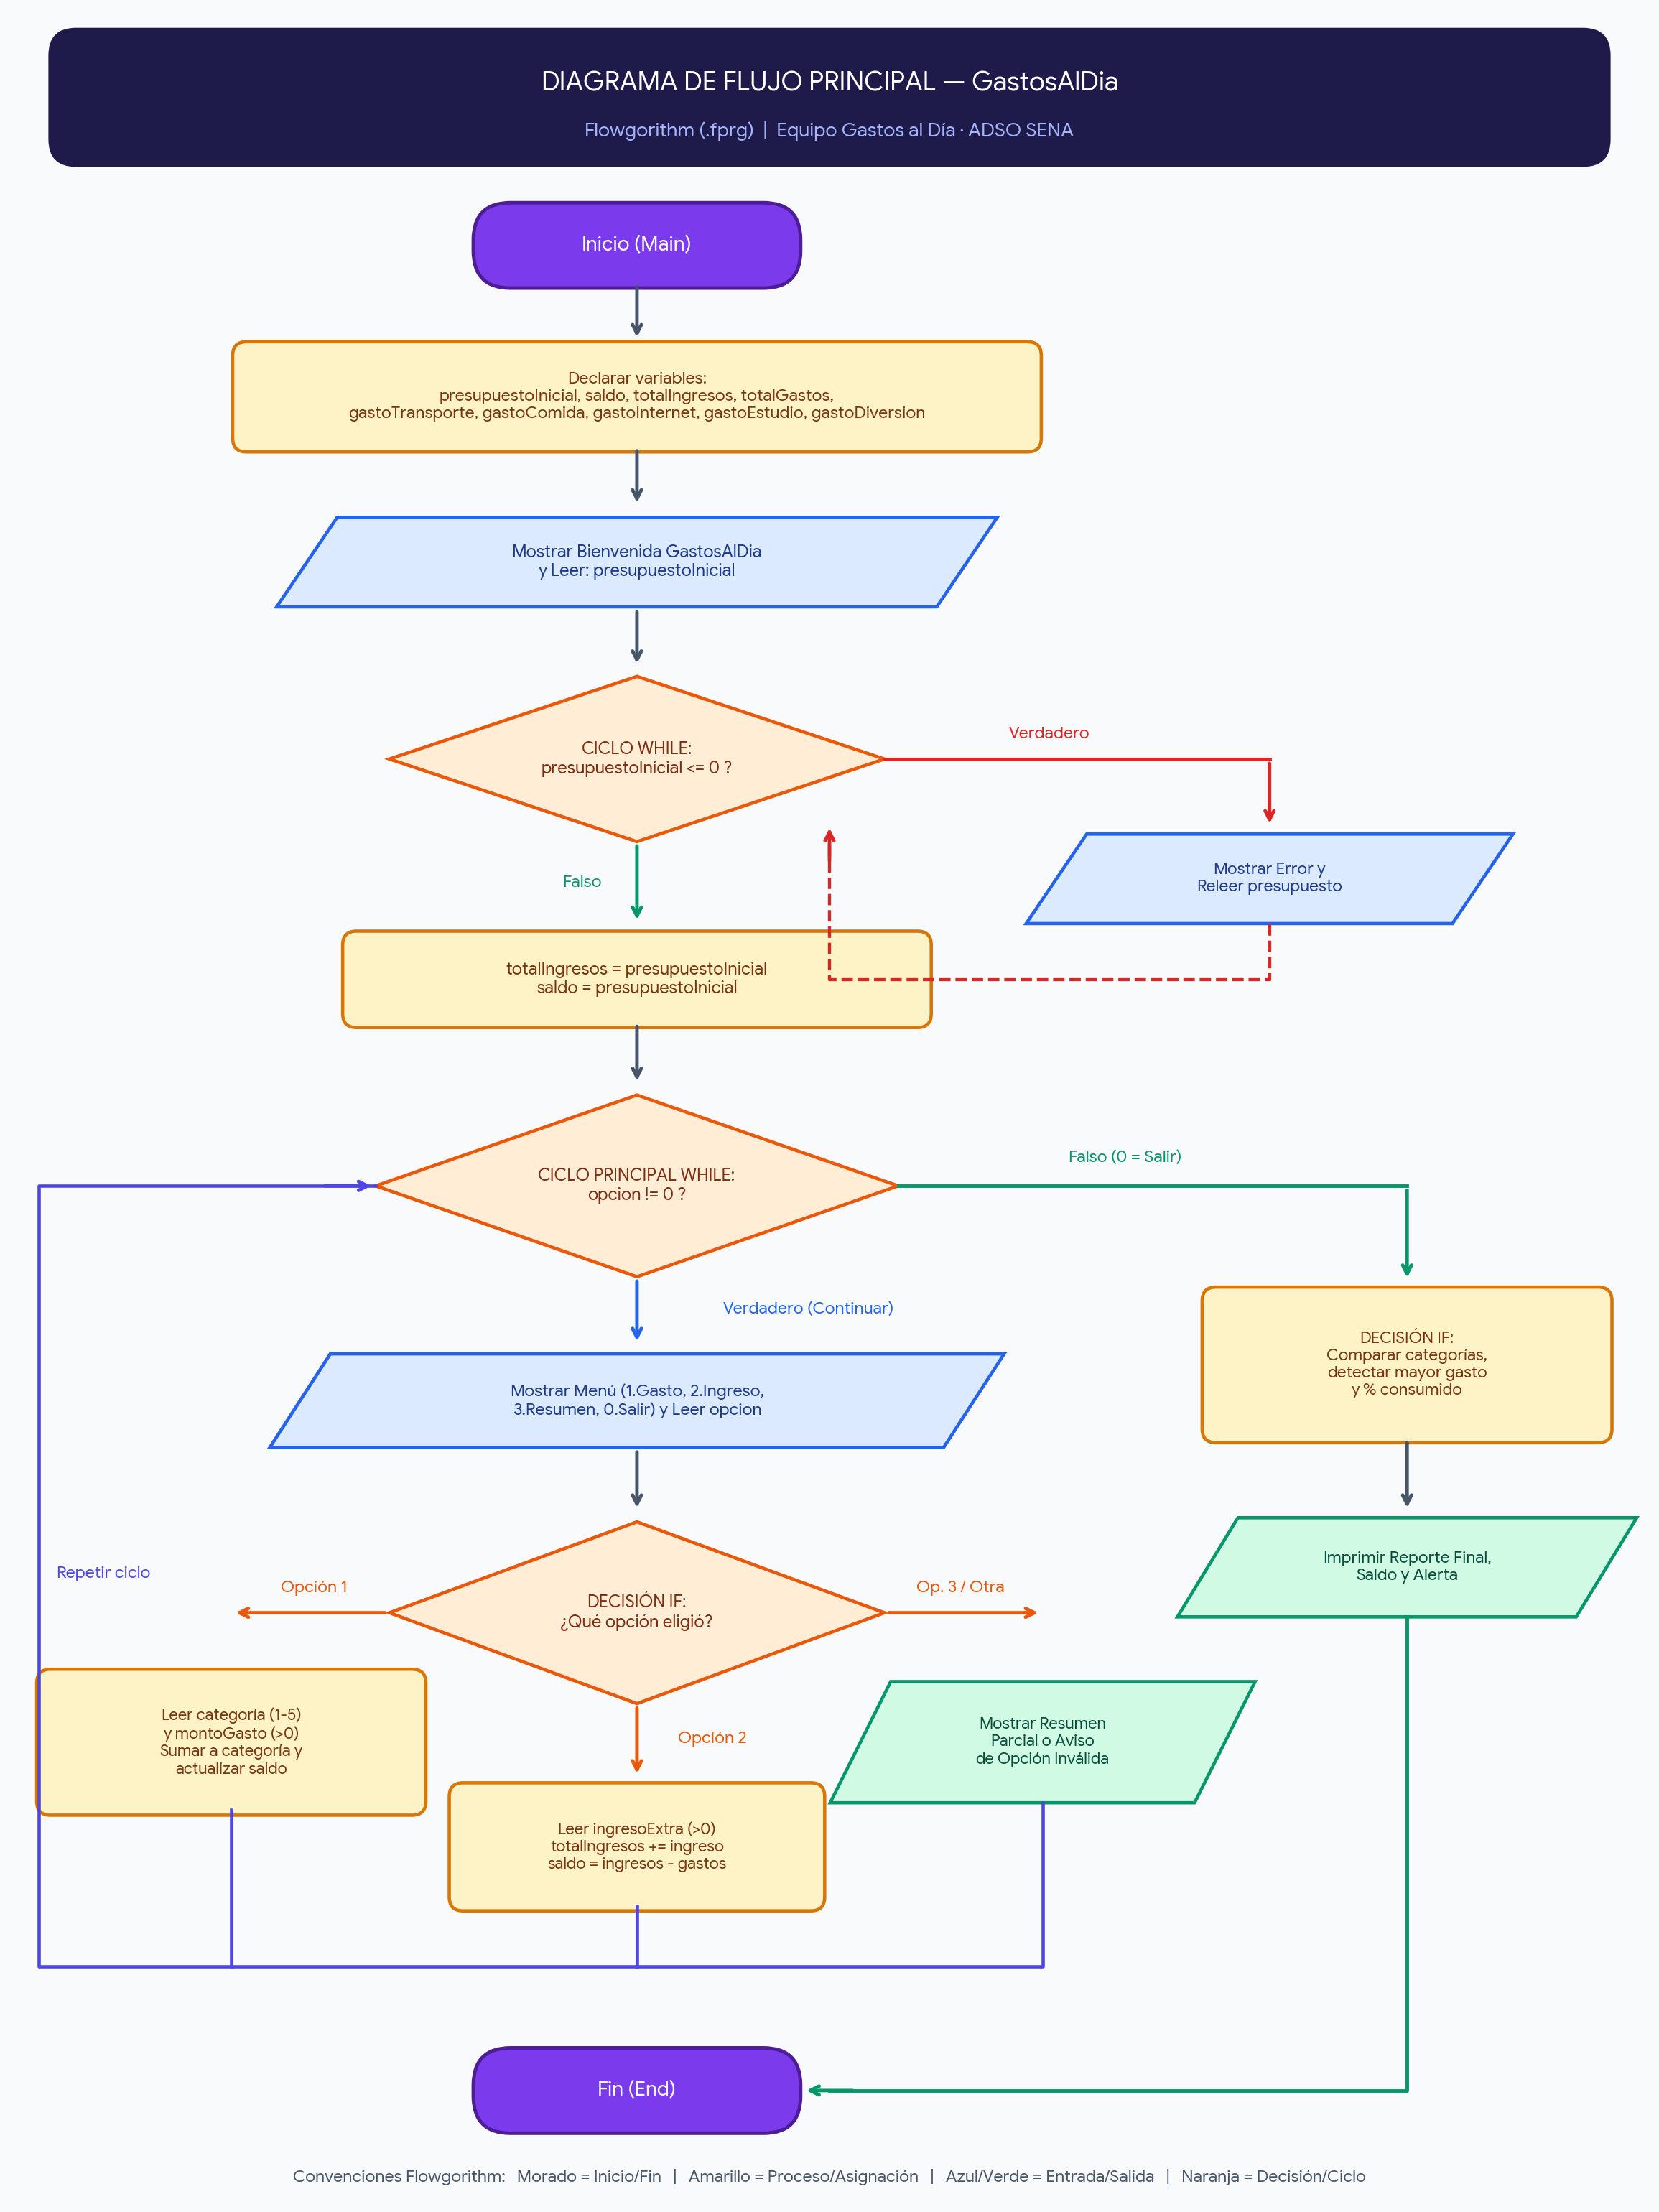 DIAGRAMA DE FLUJO PRINCIPAL — GastosAlDia
Flowgorithm (.fprg) | Equipo Gastos al Día · ADSO SENA
Inicio (Main)
Declarar variables:
presupuestoInicial, saldo, totalIngresos, totalGastos,
gastoTransporte, gastoComida, gastoInternet, gastoEstudio, gastoDiversion
Mostrar Bienvenida GastosAlDia
y Leer: presupuestoInicial
CICLO WHILE:
presupuestoInicial <= 0 ?
Verdadero
Mostrar Error y
Releer presupuesto
Falso
totalIngresos = presupuestoInicial
saldo = presupuestoInicial
CICLO PRINCIPAL WHILE:
opcion != 0 ?
Falso (0 = Salir)
Verdadero (Continuar)
DECISIÓN IF:
Comparar categorías,
detectar mayor gasto
y % consumido
Mostrar Menú (1.Gasto, 2.Ingreso,
3.Resumen, 0.Salir) y Leer opcion
Imprimir Reporte Final,
Saldo y Alerta
Repetir ciclo
Opción 1
DECISIÓN IF:
¿Qué opción eligió?
Op. 3 / Otra
Opción 2
Leer categoría (1-5)
y montoGasto (>0)
Sumar a categoría y
actualizar saldo
Leer ingresoExtra (>0)
totalIngresos += ingreso
saldo = ingresos - gastos
Mostrar Resumen
Parcial o Aviso
de Opción Inválida
Fin (End)
Convenciones Flowgorithm: Morado = Inicio/Fin | Amarillo = Proceso/Asignación | Azul/Verde = Entrada/Salida | Naranja = Decisión/Ciclo